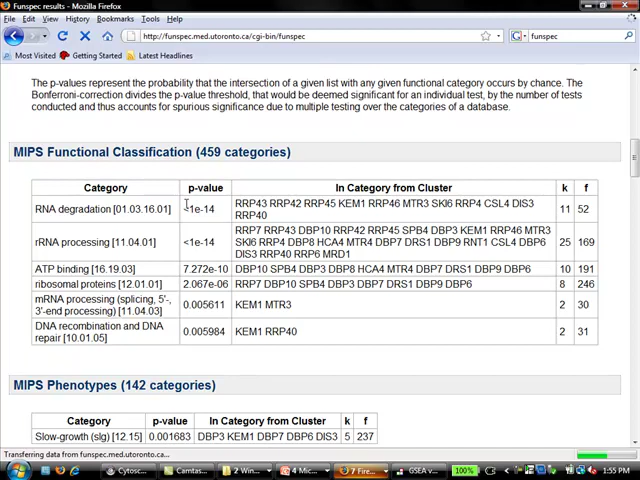 Funspec results - Mozilla Firefox
File Edit View History Bookmarks Tools Help
http://funspec.med.utoronto.ca/cgi-bin/funspec
funspec
Most Visited Getting Started Latest Headlines
The p-values represent the probability that the intersection of a given list with any given functional category occurs by chance. The
Bonferroni-correction divides the p-value threshold, that would be deemed significant for an individual test, by the number of tests
conducted and thus accounts for spurious significance due to multiple testing over the categories of a database.
MIPS Functional Classification (459 categories)
Category p-value In Category from Cluster k f
RNA degradation [01.03.16.01] <1e-14 RRP43 RRP42 RRP45 KEM1 RRP46 MTR3 SKI6 RRP4 CSL4 DIS3 11 52
RRP40
rRNA processing [11.04.01] <1e-14 RRP7 RRP43 DBP10 RRP42 RRP45 SPB4 DBP3 KEM1 RRP46 MTR3 25 169
SKI6 RRP4 DBP8 HCA4 MTR4 DBP7 DRS1 DBP9 RNT1 CSL4 DBP6
DIS3 RRP40 RRP6 MRD1
ATP binding [16.19.03] 7.272e-10 DBP10 SPB4 DBP3 DBP8 HCA4 MTR4 DBP7 DRS1 DBP9 DBP6 10 191
ribosomal proteins [12.01.01] 2.067e-06 RRP7 DBP10 SPB4 DBP3 DBP7 DRS1 DBP9 DBP6 8 246
mRNA processing (splicing, 5'-,
3'-end processing) [11.04.03] 0.005611 KEM1 MTR3 2 30
DNA recombination and DNA
repair [10.01.05] 0.005984 KEM1 RRP40 2 31
MIPS Phenotypes (142 categories)
Category p-value In Category from Cluster k f
Slow-growth (slg) [12.15] 0.001683 DBP3 KEM1 DBP7 DBP6 DIS3 5 237
Transferring data from funspec.med.utoronto.ca...
Cytosc... Camtas... 2 Win... 4 Micr... 7 Fire... GSEA v... 100% 1:55 PM